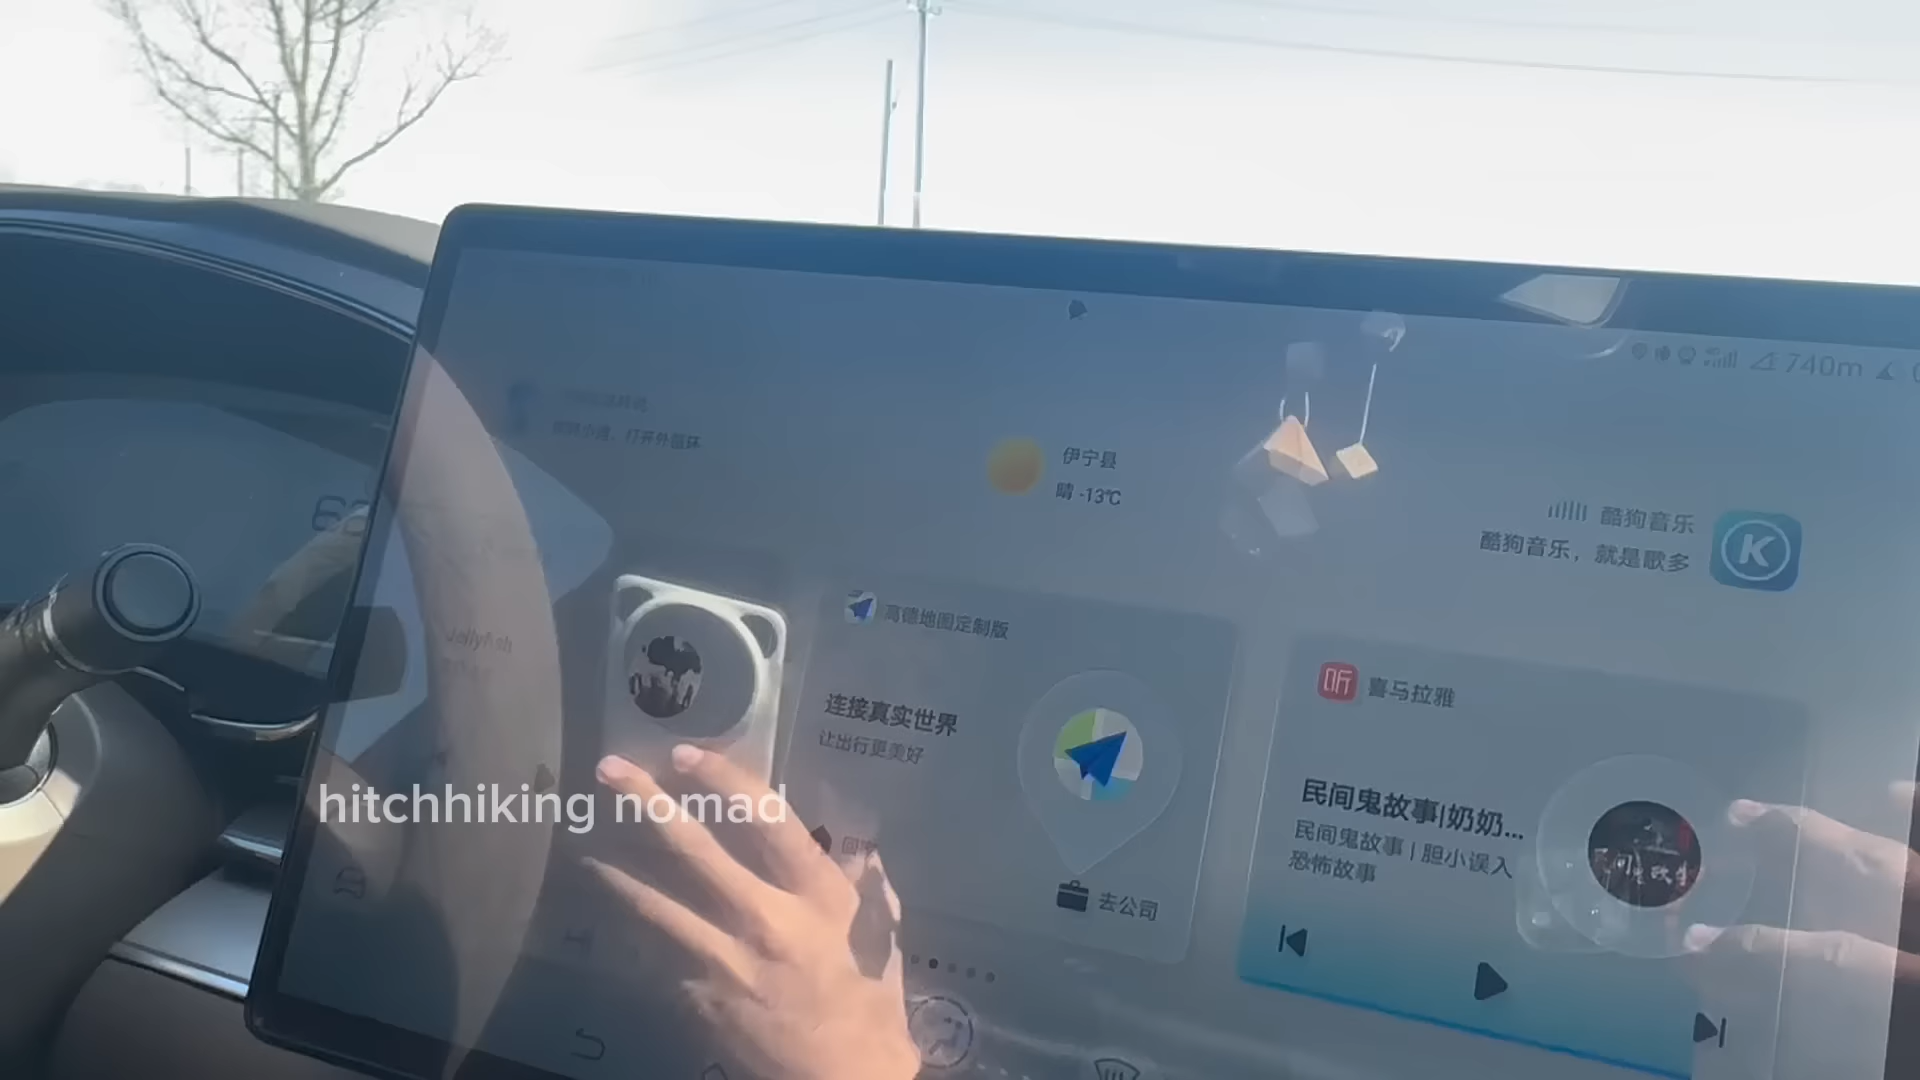 740m
伊宁县
晴 -13℃
酷狗音乐
酷狗音乐，就是歌多
K
高德地图定制版
连接真实世界
让出行更美好
去公司
听 喜马拉雅
民间鬼故事|奶奶...
民间鬼故事 | 胆小误入
恐怖故事
Jellyfish
hitchhiking nomad